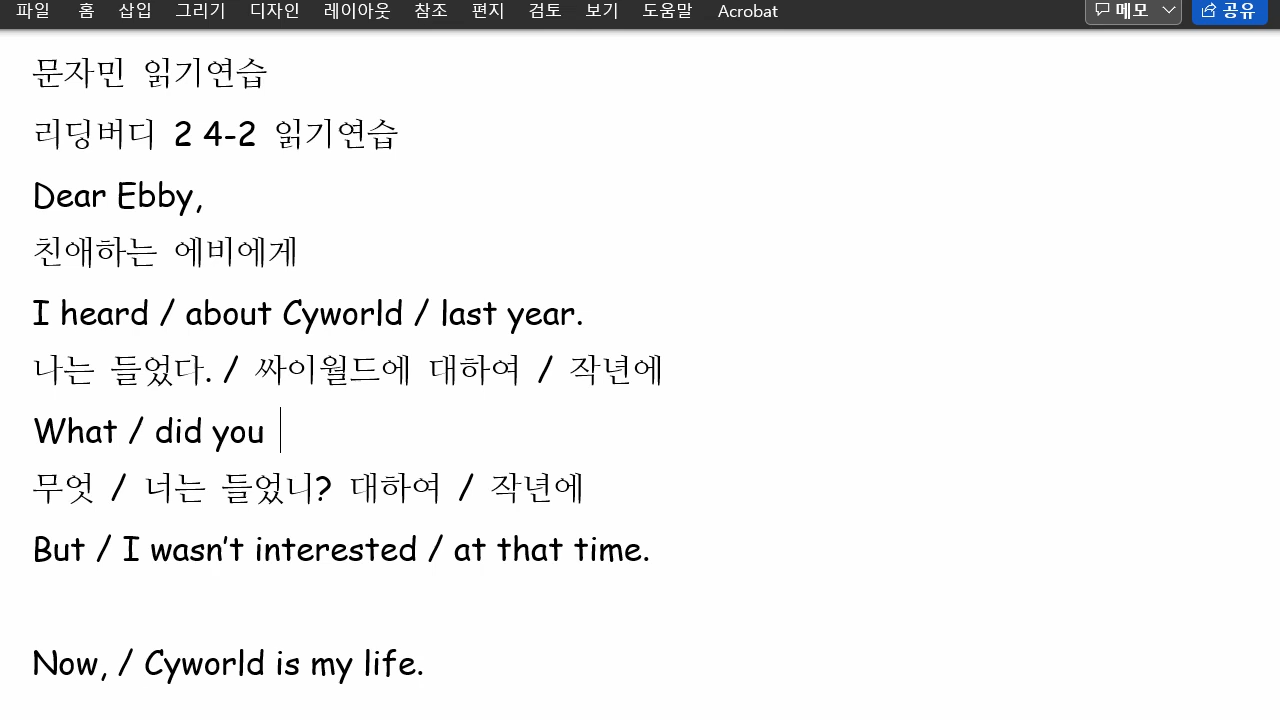 파일 홈 삽입 그리기 디자인 레이아웃 참조 편지 검토 보기 도움말 Acrobat 메모 공유
문자민 읽기연습
리딩버디 2 4-2 읽기연습
Dear Ebby,
친애하는 에비에게
I heard / about Cyworld / last year.
나는 들었다. / 싸이월드에 대하여 / 작년에
What / did you
무엇 / 너는 들었니? 대하여 / 작년에
But / I wasn’t interested / at that time.
Now, / Cyworld is my life.